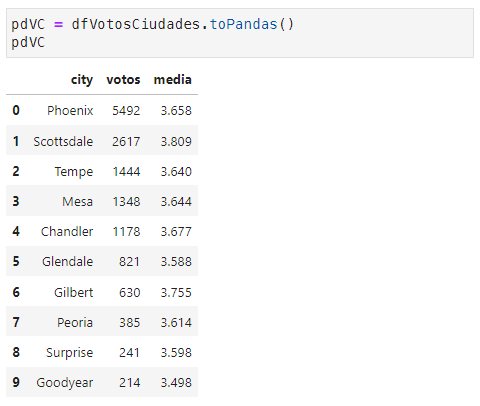 pdVC = dfVotosCiudades.toPandas()
pdVC
city votos media
0 Phoenix 5492 3.658
1 Scottsdale 2617 3.809
2 Tempe 1444 3.640
3 Mesa 1348 3.644
4 Chandler 1178 3.677
5 Glendale 821 3.588
6 Gilbert 630 3.755
7 Peoria 385 3.614
8 Surprise 241 3.598
9 Goodyear 214 3.498